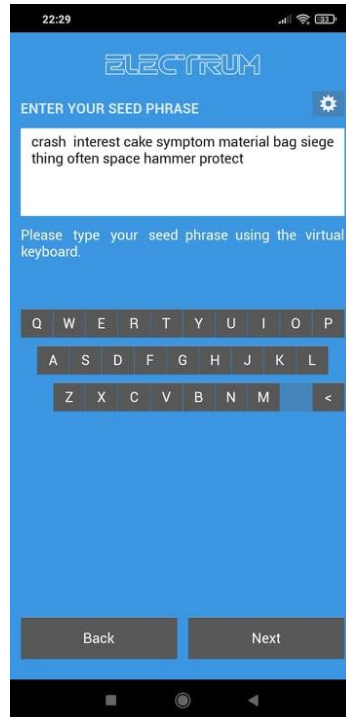 22:29
33
ELECTRUM
ENTER YOUR SEED PHRASE
crash interest cake symptom material bag siege
thing often space hammer protect
Please type your seed phrase using the virtual
keyboard.
Q W E R T Y U I O P
A S D F G H J K L
Z X C V B N M <
Back Next